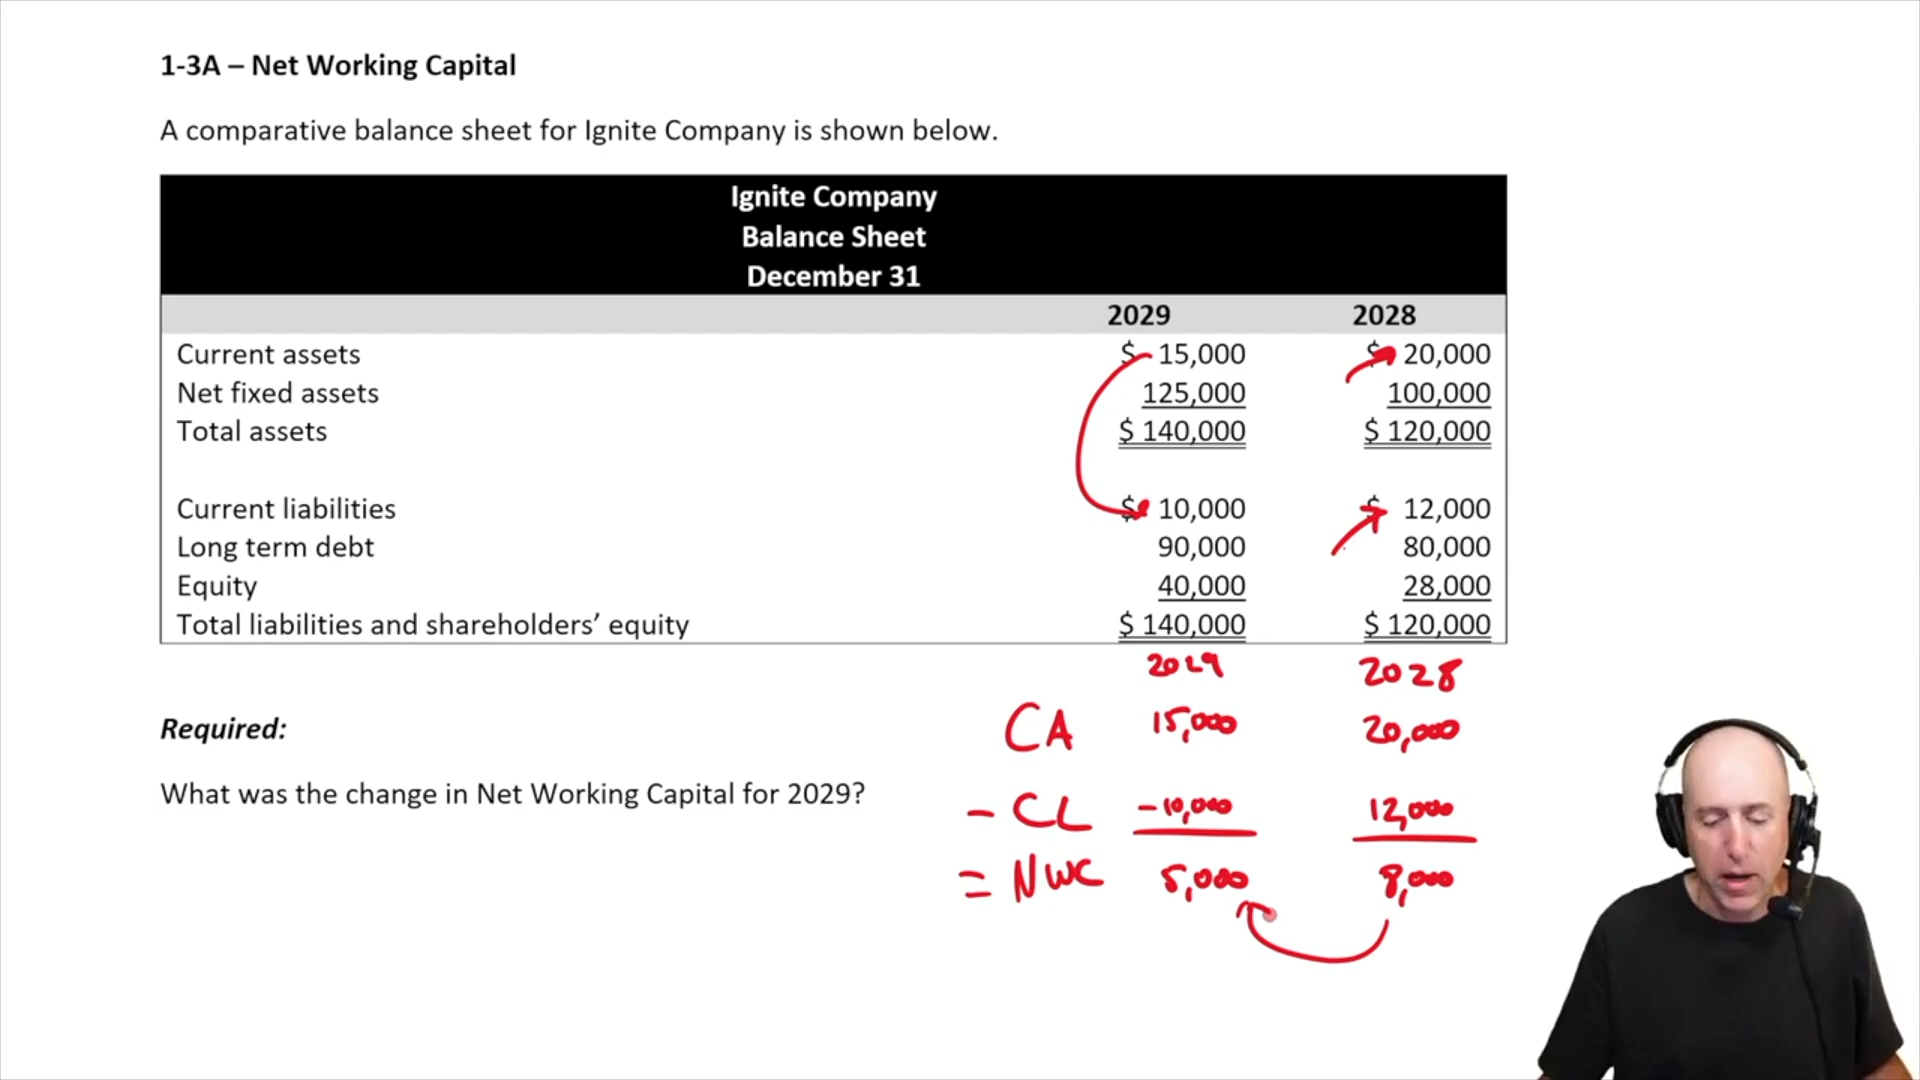 1-3A – Net Working Capital
A comparative balance sheet for Ignite Company is shown below.
Ignite Company
Balance Sheet
December 31
2029 2028
Current assets $ 15,000 $ 20,000
Net fixed assets 125,000 100,000
Total assets $ 140,000 $ 120,000
Current liabilities $ 10,000 $ 12,000
Long term debt 90,000 80,000
Equity 40,000 28,000
Total liabilities and shareholders’ equity $ 140,000 $ 120,000
2029 2028
Required:
CA 15,000 20,000
What was the change in Net Working Capital for 2029?
- CL -10,000 12,000
= NWC 5,000 8,000